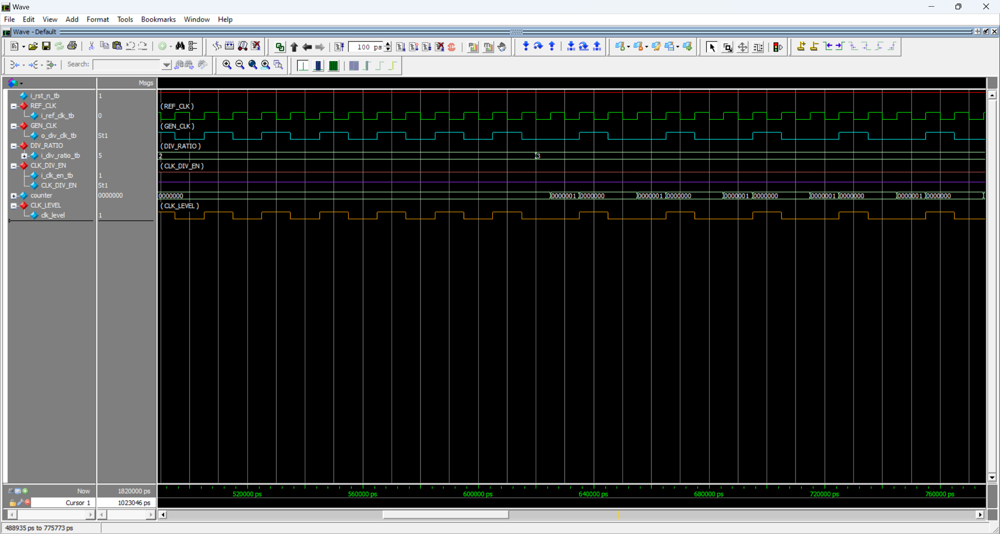 Wave
File Edit View Add Format Tools Bookmarks Window Help
Wave - Default
100 ps
Search:
Msgs
i_rst_n_tb 1
REF_CLK (REF_CLK)
i_ref_clk_tb 0
GEN_CLK (GEN_CLK)
o_div_clk_tb St1
DIV_RATIO (DIV_RATIO)
i_div_ratio_tb 5 2 3
CLK_DIV_EN (CLK_DIV_EN)
i_clk_en_tb 1
CLK_DIV_EN St1
counter 0000000 0000000 0000001 0000000 0000001 0000000 0000001 0000000 0000001 0000000 0000001 0000000
CLK_LEVEL (CLK_LEVEL)
clk_level 1
Now 1820000 ps 520000 ps 560000 ps 600000 ps 640000 ps 680000 ps 720000 ps 760000 ps
Cursor 1 1023046 ps
488935 ps to 775773 ps